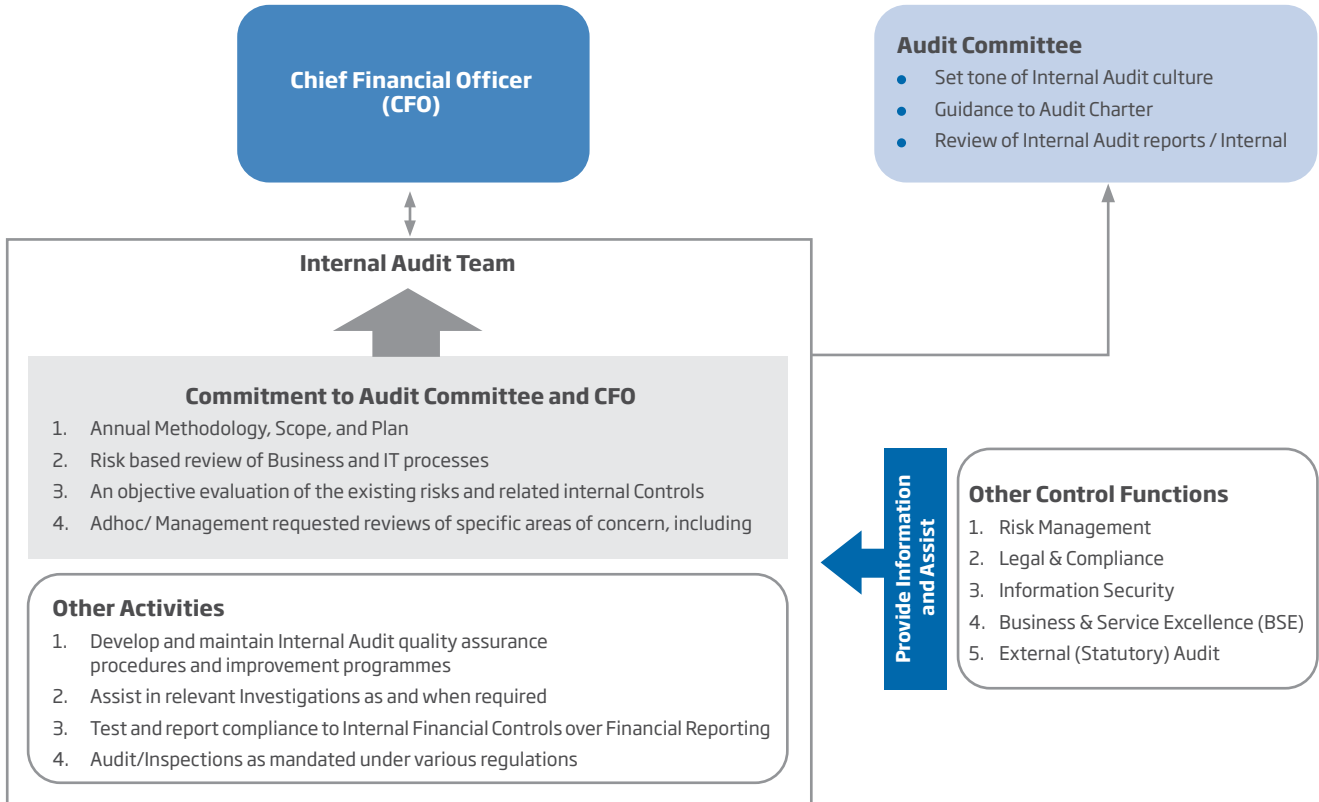 Chief Financial Officer
(CFO)
Audit Committee
● Set tone of Internal Audit culture
● Guidance to Audit Charter
● Review of Internal Audit reports / Internal
Internal Audit Team
Commitment to Audit Committee and CFO
1. Annual Methodology, Scope, and Plan
2. Risk based review of Business and IT processes
3. An objective evaluation of the existing risks and related internal Controls
4. Adhoc/ Management requested reviews of specific areas of concern, including
Other Activities
1. Develop and maintain Internal Audit quality assurance
procedures and improvement programmes
2. Assist in relevant Investigations as and when required
3. Test and report compliance to Internal Financial Controls over Financial Reporting
4. Audit/Inspections as mandated under various regulations
Provide Information
and Assist
Other Control Functions
1. Risk Management
2. Legal & Compliance
3. Information Security
4. Business & Service Excellence (BSE)
5. External (Statutory) Audit